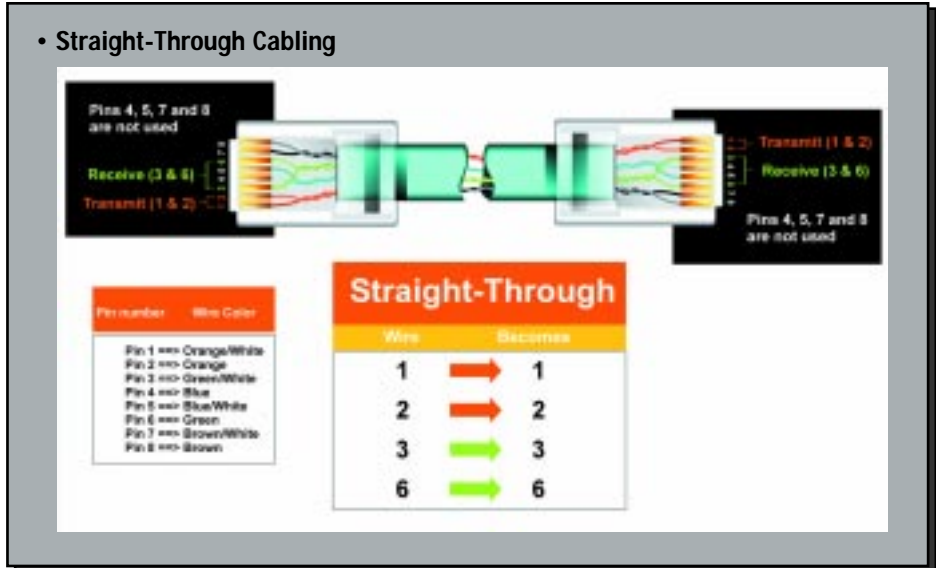 • Straight-Through Cabling
Pins 4, 5, 7 and 8
are not used
Receive (3 & 6)
Transmit (1 & 2)
Transmit (1 & 2)
Receive (3 & 6)
Pins 4, 5, 7 and 8
are not used
Pin number Wire Color
Pin 1 ==> Orange/White
Pin 2 ==> Orange
Pin 3 ==> Green/White
Pin 4 ==> Blue
Pin 5 ==> Blue/White
Pin 6 ==> Green
Pin 7 ==> Brown/White
Pin 8 ==> Brown
Straight-Through
Wire Becomes
1 1
2 2
3 3
6 6